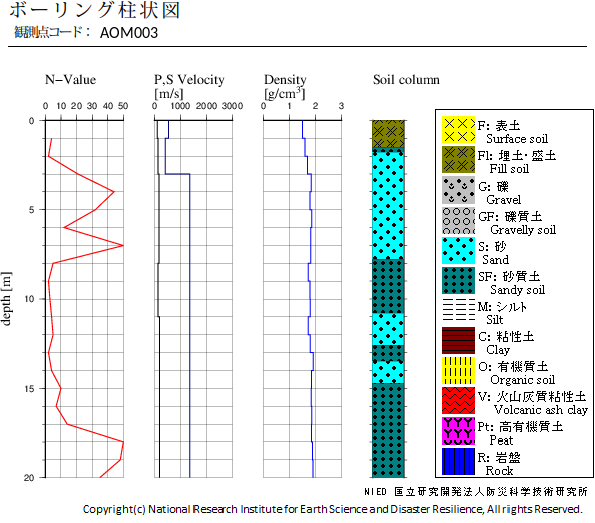 ボーリング柱状図
観測点コード： AOM003
N-Value P,S Velocity Density Soil column
[m/s] [g/cm³]
0 10 20 30 40 50 0 1000 2000 3000 0 1 2 3
0
5
10
15
20
depth [m]
F: 表土
Surface soil
Fl: 埋土・盛土
Fill soil
G: 礫
Gravel
GF: 礫質土
Gravelly soil
S: 砂
Sand
SF: 砂質土
Sandy soil
M: シルト
Silt
C: 粘性土
Clay
O: 有機質土
Organic soil
V: 火山灰質粘性土
Volcanic ash clay
Pt: 高有機質土
Peat
R: 岩盤
Rock
NIED 国立研究開発法人防災科学技術研究所
Copyright(c) National Research Institute for Earth Science and Disaster Resilience, All rights Reserved.